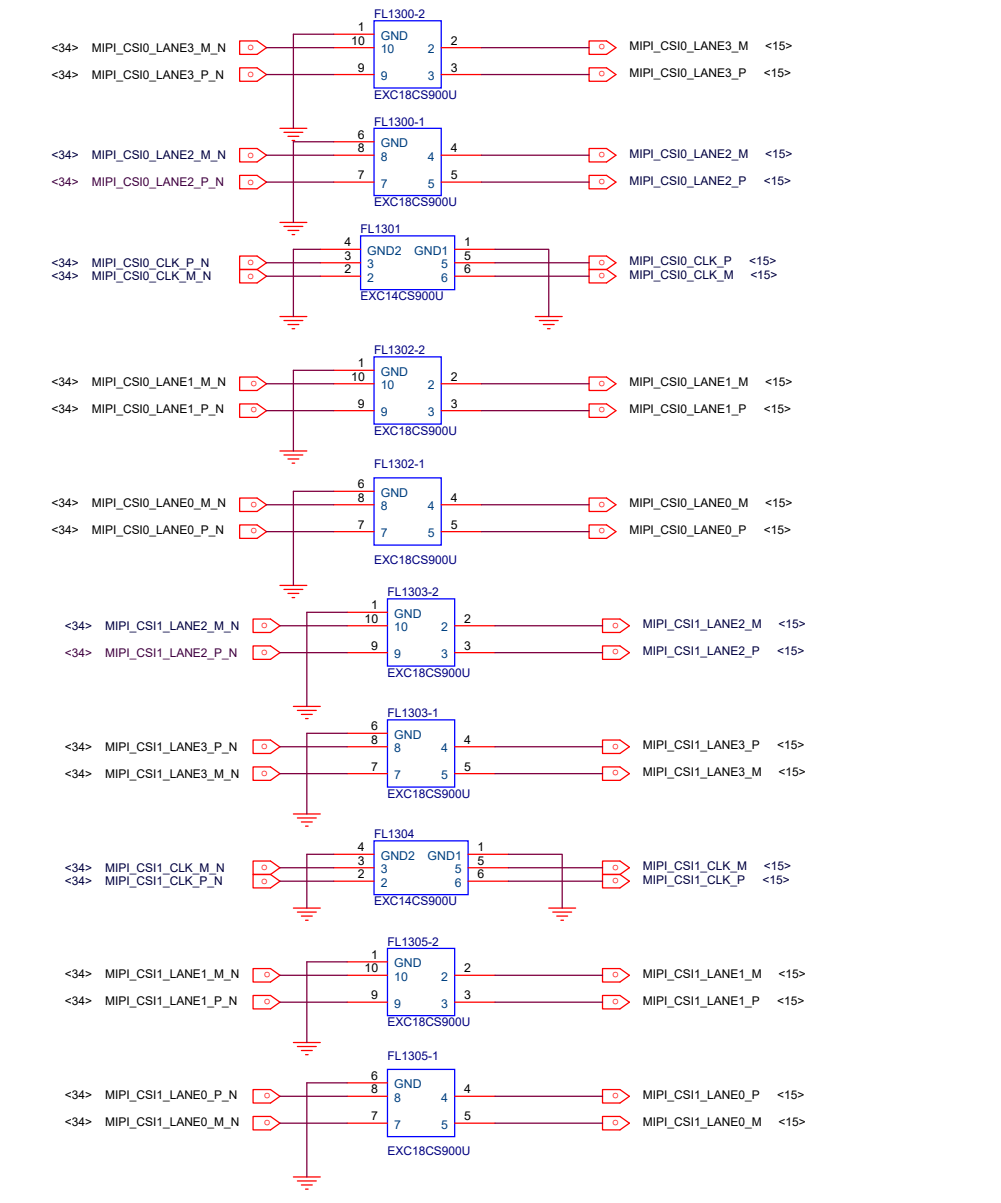 FL1300-2
1 GND
<34> MIPI_CSI0_LANE3_M_N 10 10 2 2 MIPI_CSI0_LANE3_M <15>
<34> MIPI_CSI0_LANE3_P_N 9 9 3 3 MIPI_CSI0_LANE3_P <15>
EXC18CS900U
FL1300-1
6 GND
<34> MIPI_CSI0_LANE2_M_N 8 8 4 4 MIPI_CSI0_LANE2_M <15>
<34> MIPI_CSI0_LANE2_P_N 7 7 5 5 MIPI_CSI0_LANE2_P <15>
EXC18CS900U
FL1301
4 GND2 GND1 1
<34> MIPI_CSI0_CLK_P_N 3 3 5 5 MIPI_CSI0_CLK_P <15>
<34> MIPI_CSI0_CLK_M_N 2 2 6 6 MIPI_CSI0_CLK_M <15>
EXC14CS900U
FL1302-2
1 GND
<34> MIPI_CSI0_LANE1_M_N 10 10 2 2 MIPI_CSI0_LANE1_M <15>
<34> MIPI_CSI0_LANE1_P_N 9 9 3 3 MIPI_CSI0_LANE1_P <15>
EXC18CS900U
FL1302-1
6 GND
<34> MIPI_CSI0_LANE0_M_N 8 8 4 4 MIPI_CSI0_LANE0_M <15>
<34> MIPI_CSI0_LANE0_P_N 7 7 5 5 MIPI_CSI0_LANE0_P <15>
EXC18CS900U
FL1303-2
1 GND
<34> MIPI_CSI1_LANE2_M_N 10 10 2 2 MIPI_CSI1_LANE2_M <15>
<34> MIPI_CSI1_LANE2_P_N 9 9 3 3 MIPI_CSI1_LANE2_P <15>
EXC18CS900U
FL1303-1
6 GND
<34> MIPI_CSI1_LANE3_P_N 8 8 4 4 MIPI_CSI1_LANE3_P <15>
<34> MIPI_CSI1_LANE3_M_N 7 7 5 5 MIPI_CSI1_LANE3_M <15>
EXC18CS900U
FL1304
4 GND2 GND1 1
<34> MIPI_CSI1_CLK_M_N 3 3 5 5 MIPI_CSI1_CLK_M <15>
<34> MIPI_CSI1_CLK_P_N 2 2 6 6 MIPI_CSI1_CLK_P <15>
EXC14CS900U
FL1305-2
1 GND
<34> MIPI_CSI1_LANE1_M_N 10 10 2 2 MIPI_CSI1_LANE1_M <15>
<34> MIPI_CSI1_LANE1_P_N 9 9 3 3 MIPI_CSI1_LANE1_P <15>
EXC18CS900U
FL1305-1
6 GND
<34> MIPI_CSI1_LANE0_P_N 8 8 4 4 MIPI_CSI1_LANE0_P <15>
<34> MIPI_CSI1_LANE0_M_N 7 7 5 5 MIPI_CSI1_LANE0_M <15>
EXC18CS900U